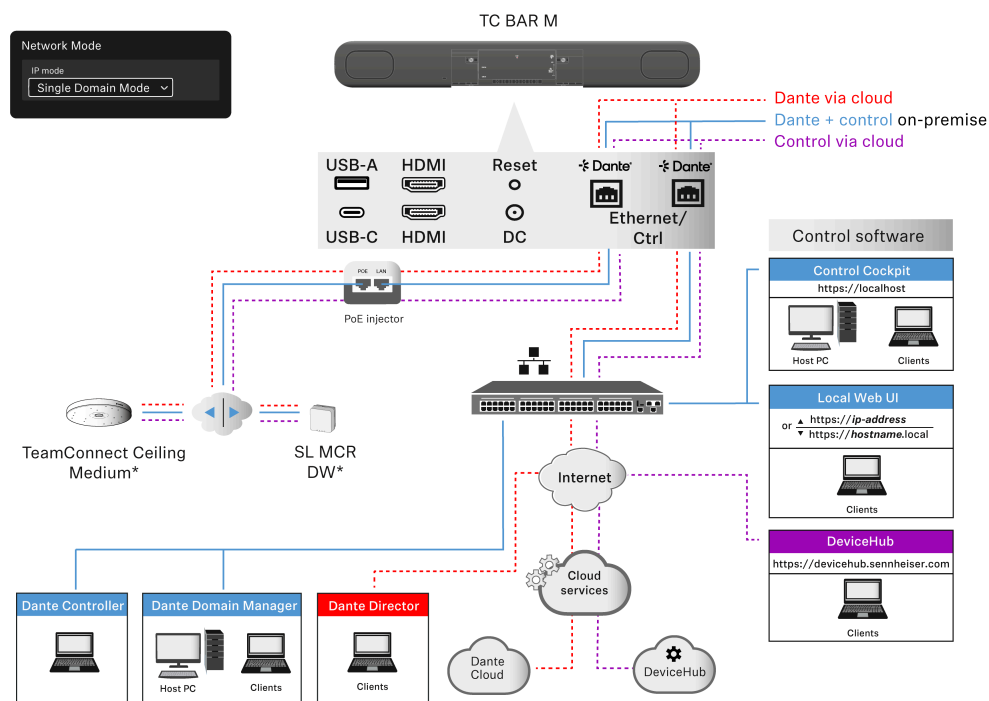 TC BAR M
Network Mode
IP mode
Single Domain Mode
Dante via cloud
Dante + control on-premise
Control via cloud
USB-A
HDMI
Reset
Dante
Dante
USB-C
HDMI
DC
Ethernet/
Ctrl
POE
LAN
PoE injector
TeamConnect Ceiling
Medium*
SL MCR
DW*
Internet
Cloud
services
Dante
Cloud
DeviceHub
Control software
Control Cockpit
https://localhost
Host PC
Clients
Local Web UI
or
https://ip-address
https://hostname.local
Clients
DeviceHub
https://devicehub.sennheiser.com
Clients
Dante Controller
Dante Domain Manager
Host PC
Clients
Dante Director
Clients